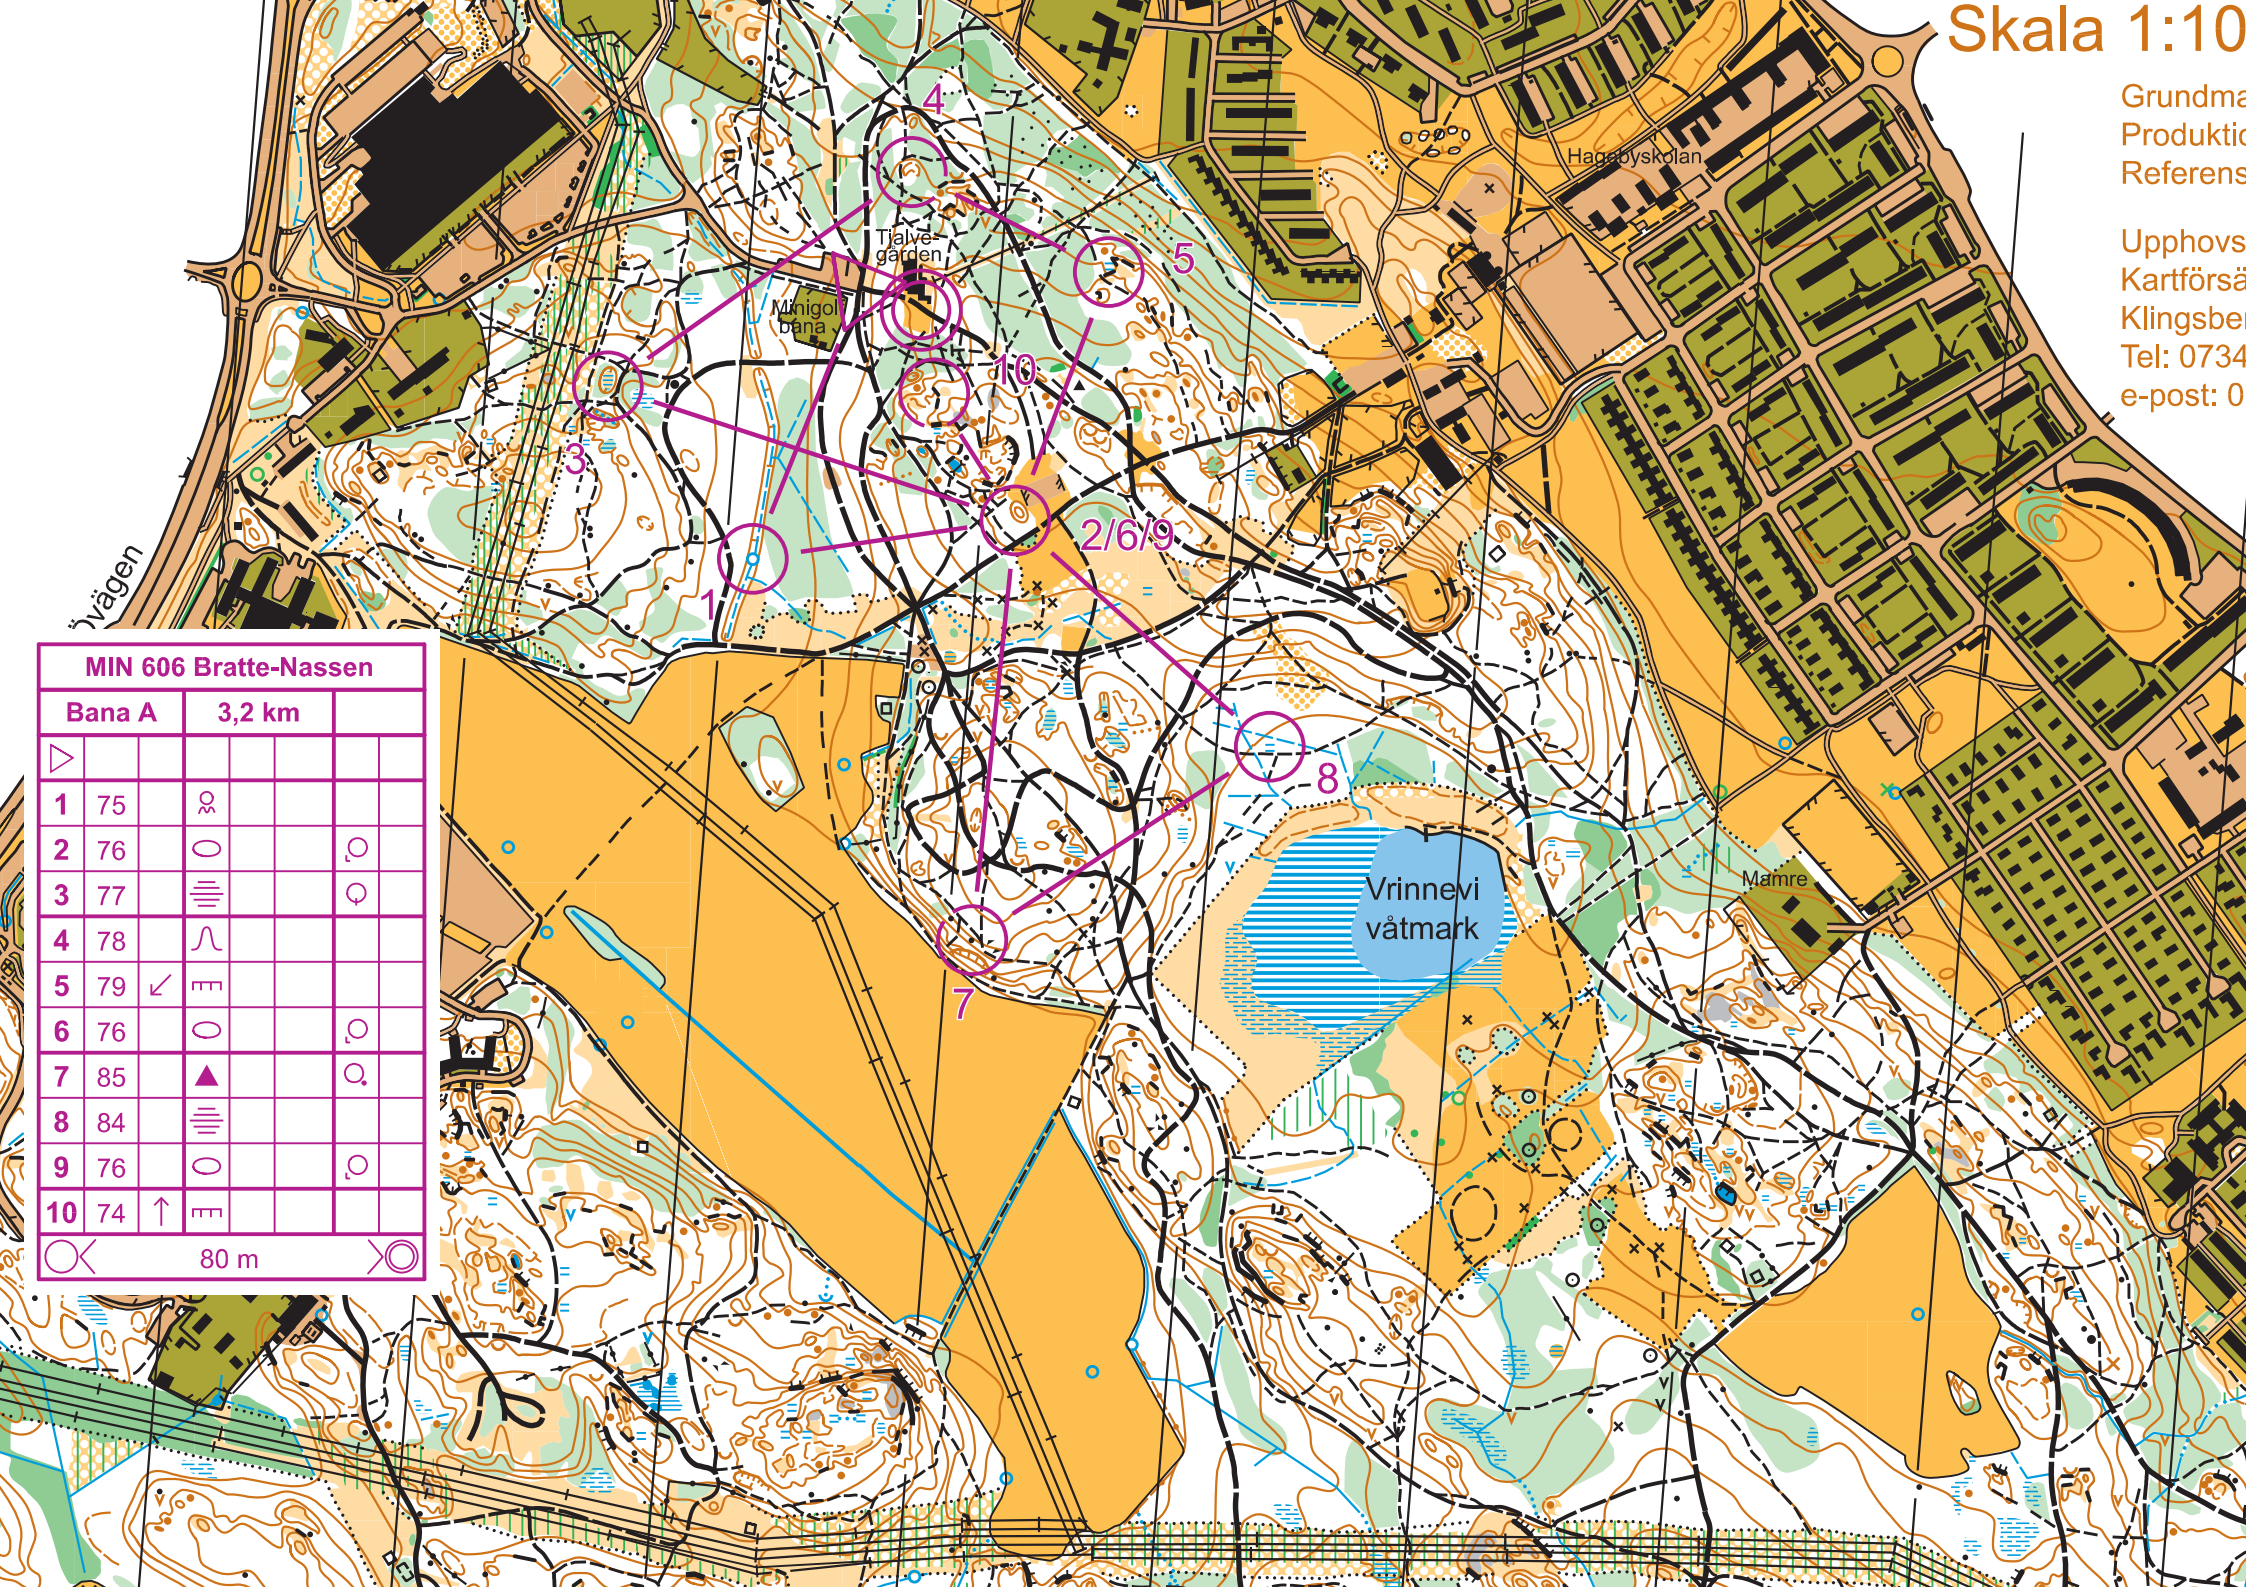 Skala 1:10
Grundma
Produktic
Referens
Upphovs
Kartförsä
Klingsber
Tel: 0734
e-post: 0
Hagebyskolan
4
Tjalve-
gården
5
Minigolf
bana
10
3
2/6/9
1
övägen
8
Vrinnevi
våtmark
Mamre
7
MIN 606 Bratte-Nassen
Bana A 3,2 km
1 75
2 76
3 77
4 78
5 79
6 76
7 85
8 84
9 76
10 74
80 m